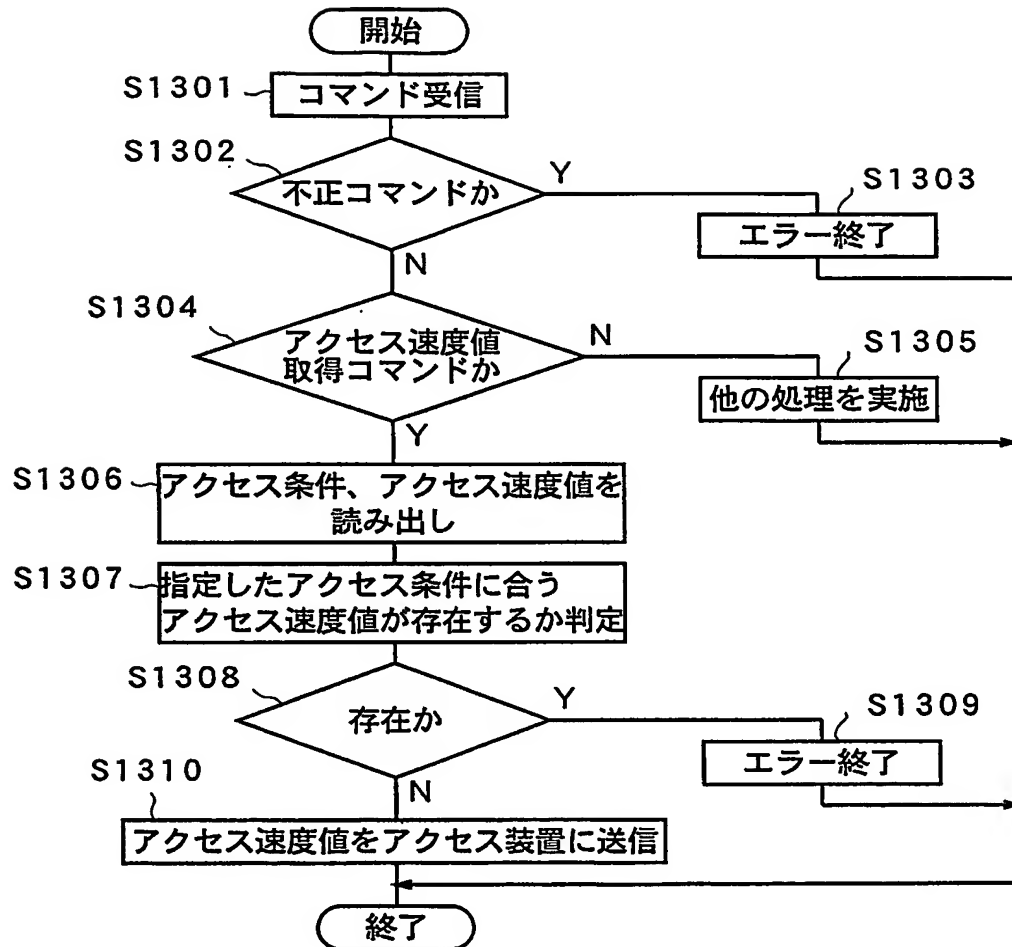 開始
S1301
コマンド受信
S1302
不正コマンドか
Y
S1303
エラー終了
N
S1304
アクセス速度値
取得コマンドか
N
S1305
他の処理を実施
Y
S1306
アクセス条件、アクセス速度値を
読み出し
S1307
指定したアクセス条件に合う
アクセス速度値が存在するか判定
S1308
存在か
Y
S1309
エラー終了
N
S1310
アクセス速度値をアクセス装置に送信
終了